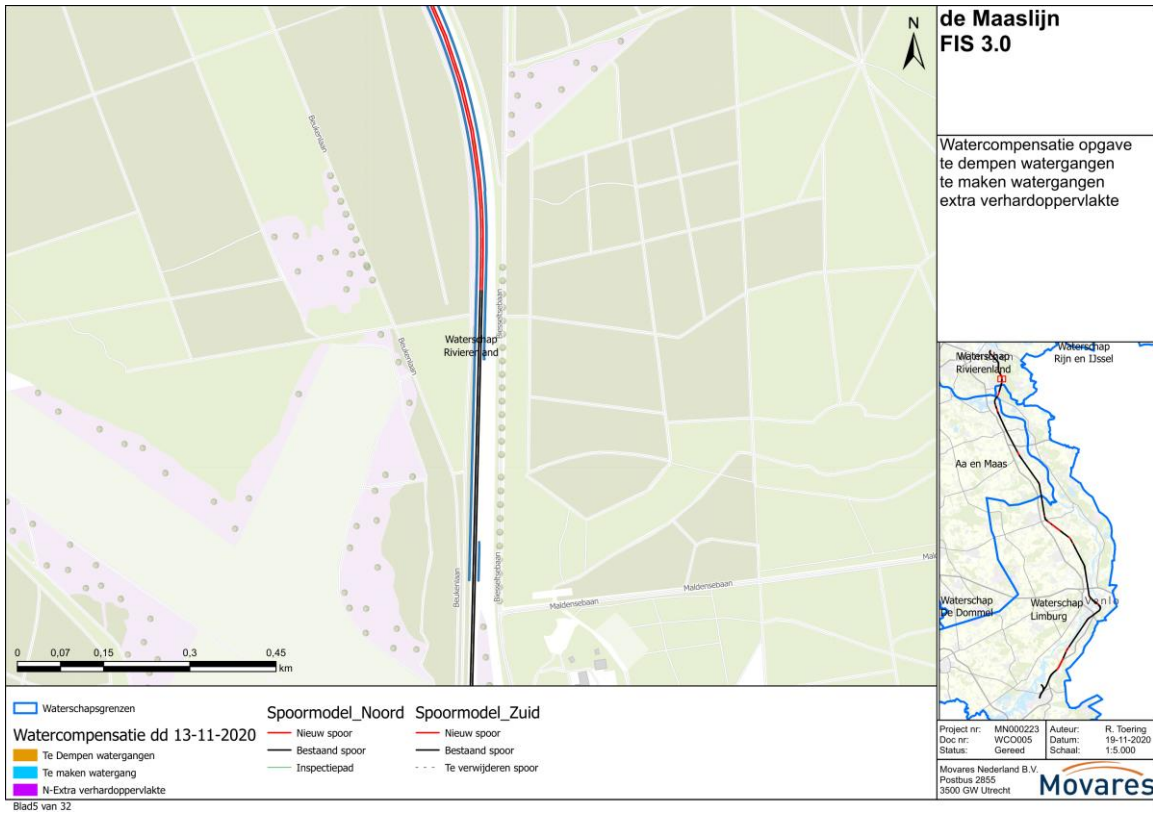 de Maaslijn
FIS 3.0
N
Watercompensatie opgave
te dempen watergangen
te maken watergangen
extra verhardoppervlakte
Beukenlaan
Biesseltsebaan
Waterschap
Rivierenland
Beukenlaan
Beukenlaan
Biesseltsebaan
Maldensebaan
Maldensebaan
Mal
0 0,07 0,15 0,3 0,45
km
Waterschap
Rivierenland
Waterschap
Rijn en IJssel
Aa en Maas
Waterschap
De Dommel
Waterschap
Limburg
Venlo
Waterschapsgrenzen
Watercompensatie dd 13-11-2020
Te Dempen watergangen
Te maken watergang
N-Extra verhardoppervlakte
Spoormodel_Noord
Nieuw spoor
Bestaand spoor
Inspectiepad
Spoormodel_Zuid
Nieuw spoor
Bestaand spoor
Te verwijderen spoor
Project nr: MN000223
Doc nr: WCO005
Status: Gereed
Auteur: R. Toering
Datum: 19-11-2020
Schaal: 1:5.000
Movares Nederland B.V.
Postbus 2855
3500 GW Utrecht
Movares
Blad5 van 32